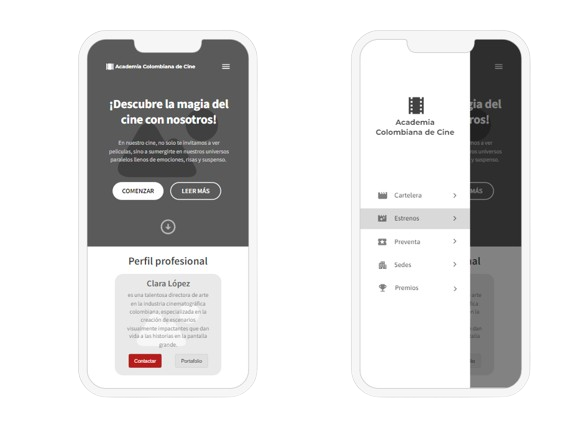 Academia Colombiana de Cine
¡Descubre la magia del
cine con nosotros!
En nuestro cine, no solo te invitamos a ver
películas, sino a sumergirte en nuestros universos
paralelos llenos de emociones, risas y suspenso.
COMENZAR
LEER MÁS
Perfil profesional
Clara López
es una talentosa directora de arte
en la industria cinematográfica
colombiana, especializada en la
creación de escenarios
visualmente impactantes que dan
vida a las historias en la pantalla
grande.
Contactar
Portafolio
Academia
Colombiana de Cine
Cartelera
Estrenos
Preventa
Sedes
Premios
gia del
ros!
a ver
universos
y suspenso.
MÁS
nal
de arte